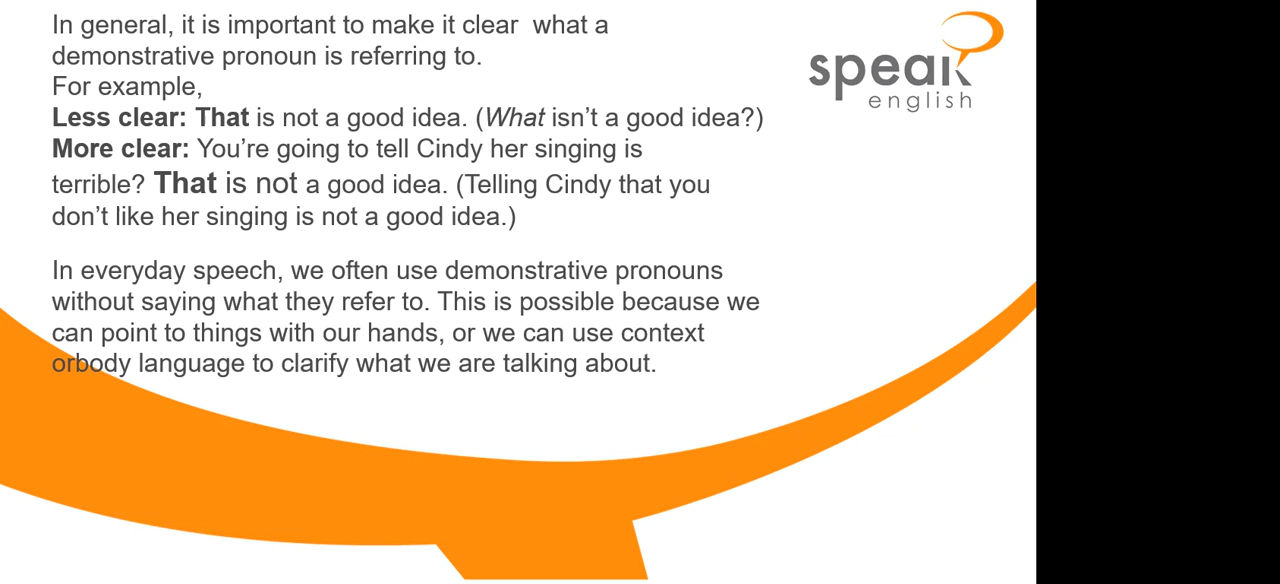 In general, it is important to make it clear  what a
demonstrative pronoun is referring to.
For example,
Less clear: That is not a good idea. (What isn’t a good idea?)
More clear: You’re going to tell Cindy her singing is
terrible? That is not a good idea. (Telling Cindy that you
don’t like her singing is not a good idea.)
In everyday speech, we often use demonstrative pronouns
without saying what they refer to. This is possible because we
can point to things with our hands, or we can use context
orbody language to clarify what we are talking about.
speak
english